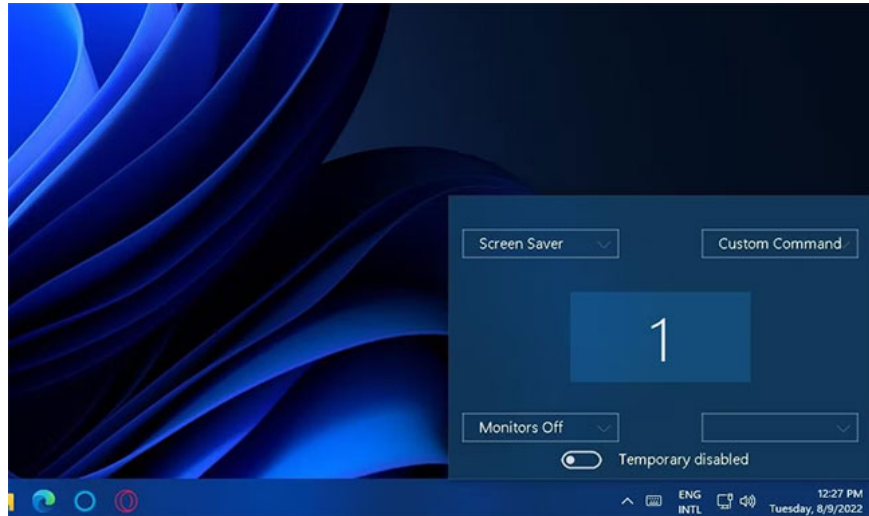 Screen Saver
Custom Command
1
Monitors Off
Temporary disabled
ENG
INTL
12:27 PM
Tuesday, 8/9/2022